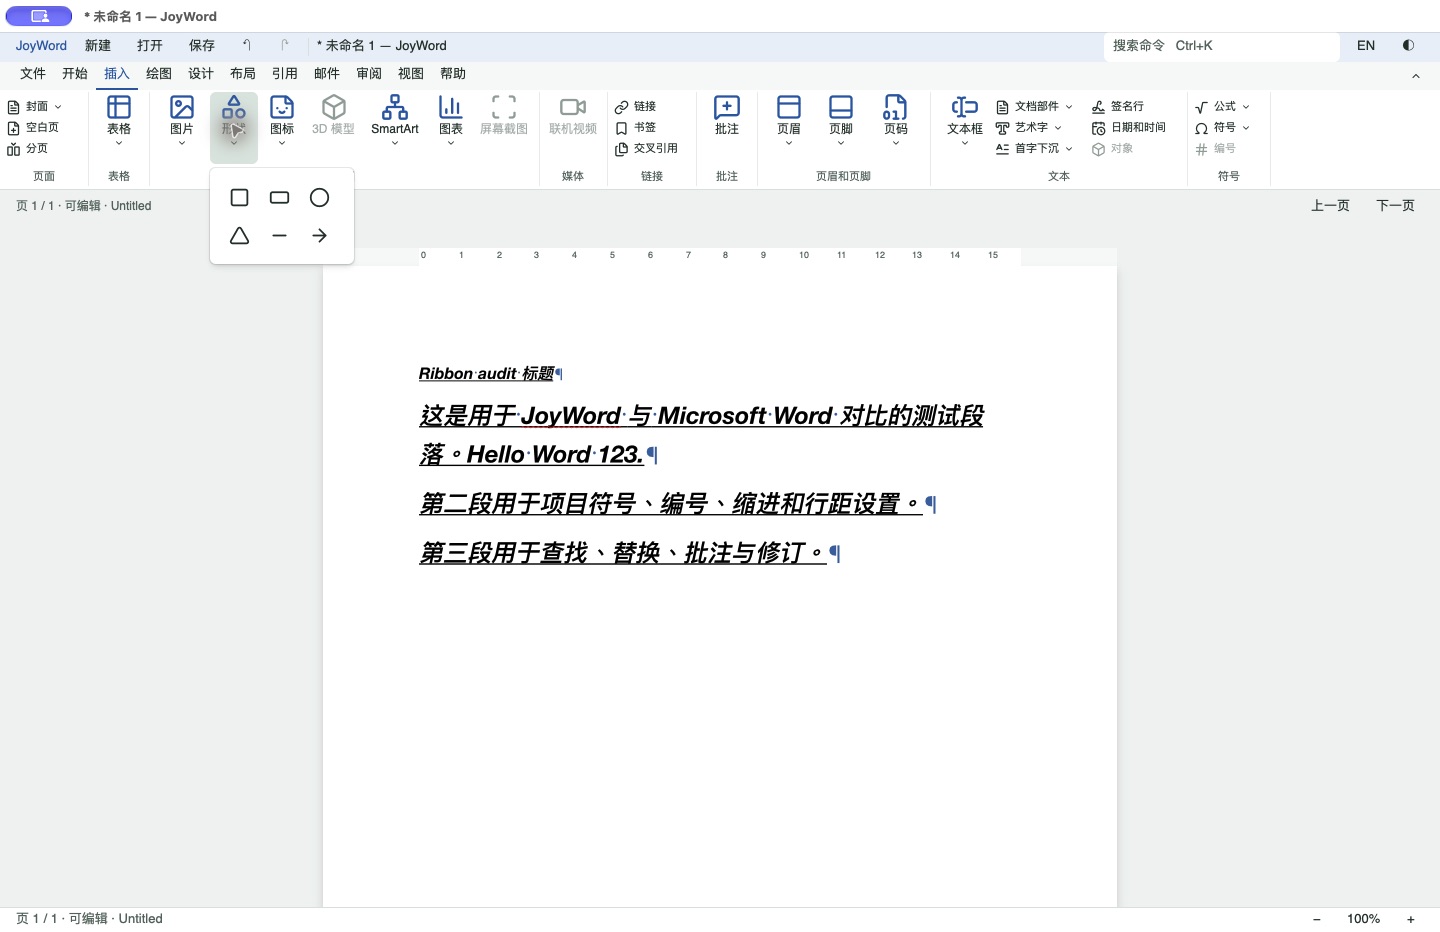 * 未命名 1 — JoyWord
JoyWord 新建 打开 保存 * 未命名 1 — JoyWord 搜索命令 Ctrl+K EN
文件 开始 插入 绘图 设计 布局 引用 邮件 审阅 视图 帮助
封面
空白页
分页
页面
表格
表格
图片
形状
图标
3D 模型
SmartArt
图表
屏幕截图
联机视频
媒体
链接
书签
交叉引用
链接
批注
批注
页眉
页脚
页码
页眉和页脚
文本框
文档部件
艺术字
首字下沉
签名行
日期和时间
对象
文本
公式
符号
编号
符号
页 1 / 1 · 可编辑 · Untitled 上一页 下一页
0 1 2 3 4 5 6 7 8 9 10 11 12 13 14 15
Ribbon·audit·标题¶
这是用于·JoyWord·与·Microsoft·Word·对比的测试段
落。Hello·Word·123.¶
第二段用于项目符号、编号、缩进和行距设置。¶
第三段用于查找、替换、批注与修订。¶
页 1 / 1 · 可编辑 · Untitled − 100% +